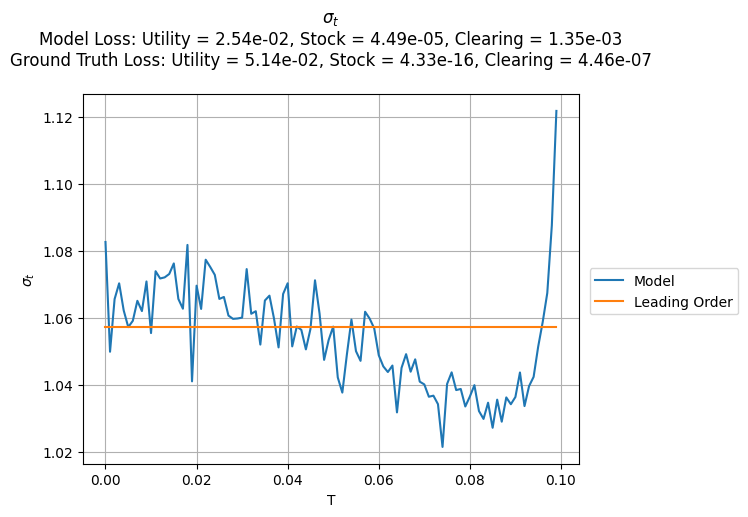 σt
Model Loss: Utility = 2.54e-02, Stock = 4.49e-05, Clearing = 1.35e-03
Ground Truth Loss: Utility = 5.14e-02, Stock = 4.33e-16, Clearing = 4.46e-07
1.12
1.10
1.08
1.06
1.04
1.02
σt
0.00 0.02 0.04 0.06 0.08 0.10
T
Model
Leading Order